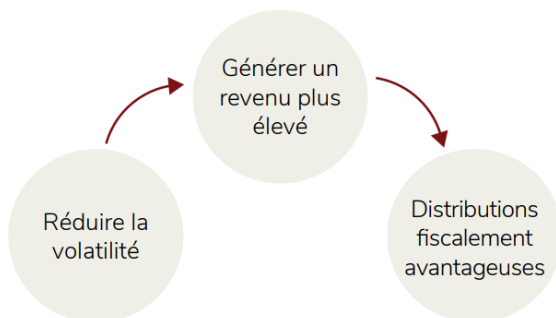 Générer un
revenu plus
élevé
Réduire la
volatilité
Distributions
fiscalement
avantageuses